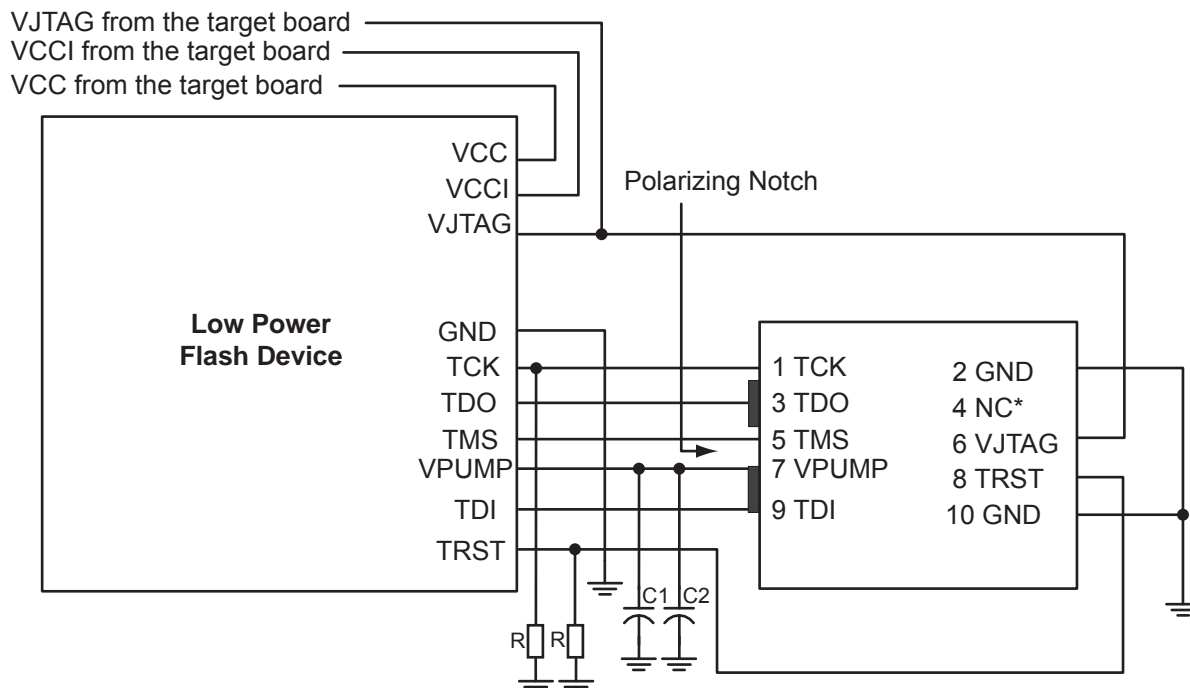 VJTAG from the target board
VCCI from the target board
VCC from the target board
VCC
VCCI
VJTAG
Polarizing Notch
Low Power
Flash Device
GND
TCK
TDO
TMS
VPUMP
TDI
TRST
1 TCK
3 TDO
5 TMS
7 VPUMP
9 TDI
2 GND
4 NC*
6 VJTAG
8 TRST
10 GND
C1
C2
R
R